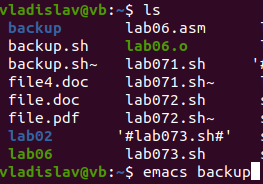 vladislav@vb:~$ ls
backup lab06.asm
backup.sh lab06.o
backup.sh~ lab071.sh '#
file4.doc lab071.sh~
file.doc lab072.sh
file.pdf lab072.sh~
lab02 '#lab073.sh#'
lab06 lab073.sh
vladislav@vb:~$ emacs backup